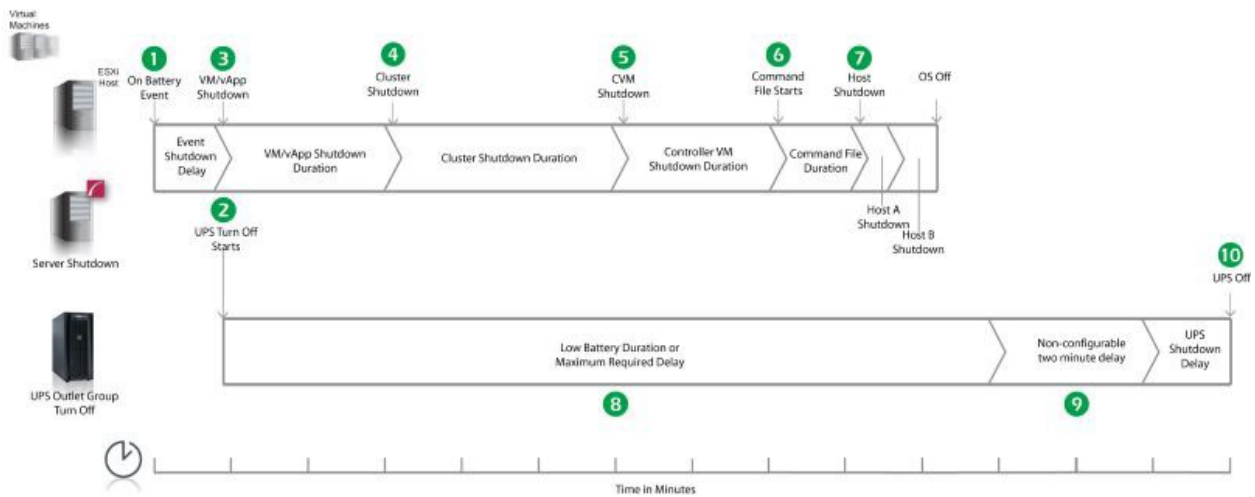 Virtual
Machines
ESXi
Host
1
On Battery
Event
3
VM/vApp
Shutdown
4
Cluster
Shutdown
5
CVM
Shutdown
6
Command
File Starts
7
Host
Shutdown
OS Off
Event
Shutdown
Delay
VM/vApp Shutdown
Duration
Cluster Shutdown Duration
Controller VM
Shutdown Duration
Command File
Duration
Host A
Shutdown
Host B
Shutdown
Server Shutdown
2
UPS Turn Off
Starts
10
UPS Off
Low Battery Duration or
Maximum Required Delay
Non-configurable
two minute delay
UPS
Shutdown
Delay
8
9
UPS Outlet Group
Turn Off
Time in Minutes